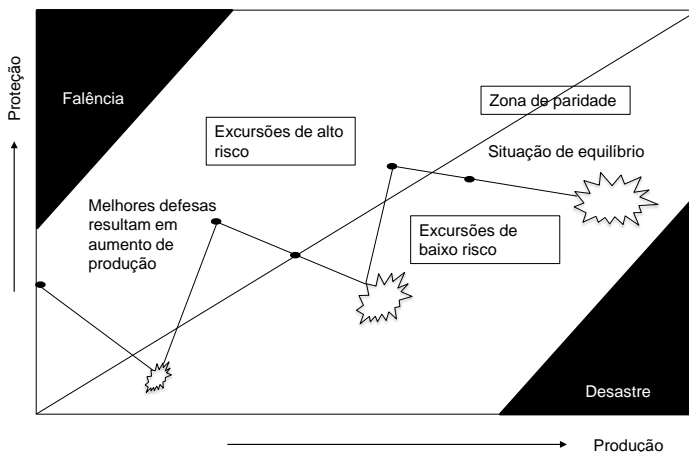 Proteção
Falência
Zona de paridade
Excursões de alto
risco
Situação de equilíbrio
Melhores defesas
resultam em
aumento de
produção
Excursões de
baixo risco
Desastre
Produção